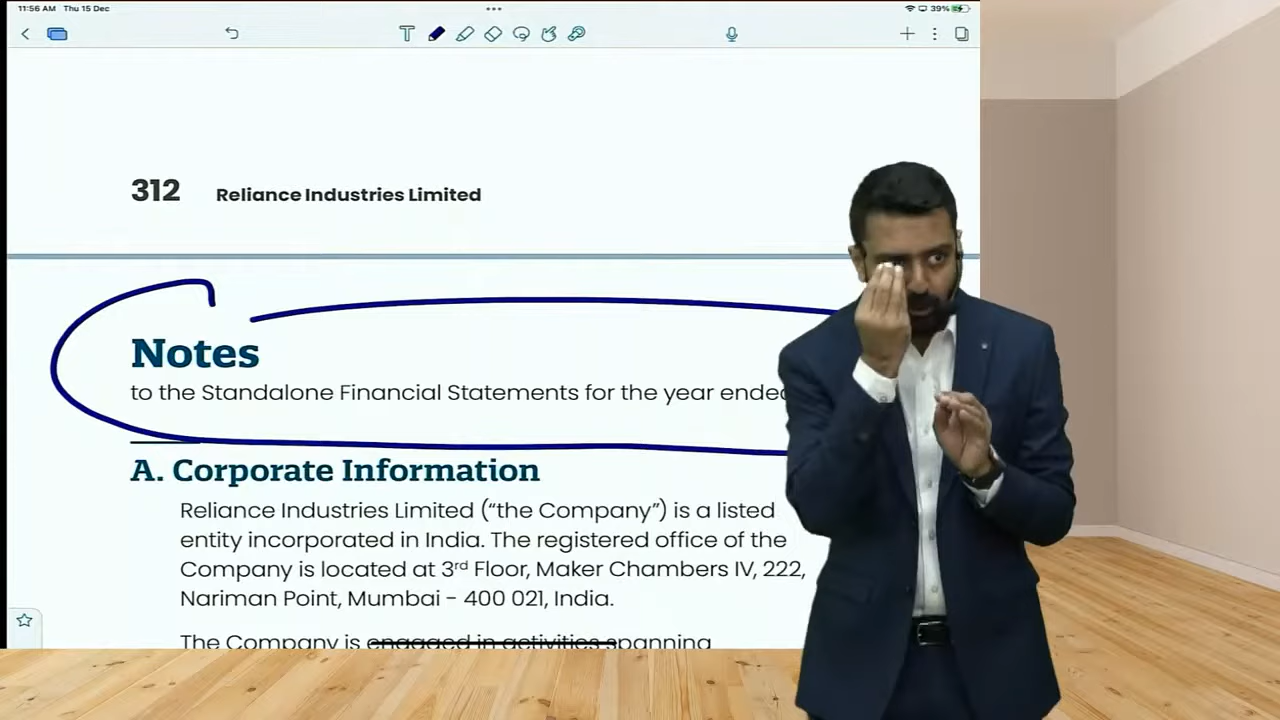 11:56 AM Thu 15 Dec
39%
312 Reliance Industries Limited
Notes
to the Standalone Financial Statements for the year ended
A. Corporate Information
Reliance Industries Limited (“the Company”) is a listed
entity incorporated in India. The registered office of the
Company is located at 3rd Floor, Maker Chambers IV, 222,
Nariman Point, Mumbai - 400 021, India.
The Company is engaged in activities spanning